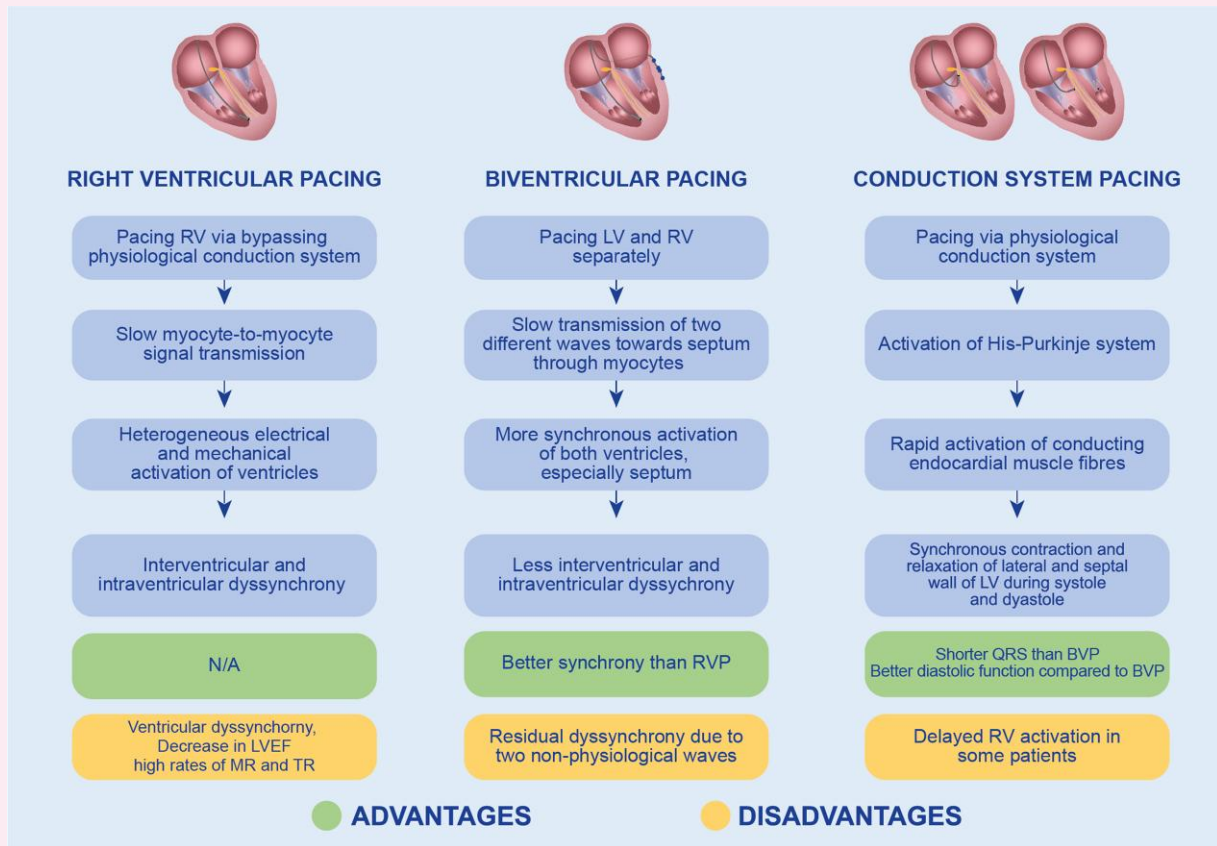 RIGHT VENTRICULAR PACING
Pacing RV via bypassing
physiological conduction system
Slow myocyte-to-myocyte
signal transmission
Heterogeneous electrical
and mechanical
activation of ventricles
Interventricular and
intraventricular dyssynchrony
N/A
Ventricular dyssynchorny,
Decrease in LVEF
high rates of MR and TR
BIVENTRICULAR PACING
Pacing LV and RV
separately
Slow transmission of two
different waves towards septum
through myocytes
More synchronous activation
of both ventricles,
especially septum
Less interventricular and
intraventricular dyssychrony
Better synchrony than RVP
Residual dyssynchrony due to
two non-physiological waves
CONDUCTION SYSTEM PACING
Pacing via physiological
conduction system
Activation of His-Purkinje system
Rapid activation of conducting
endocardial muscle fibres
Synchronous contraction and
relaxation of lateral and septal
wall of LV during systole
and dyastole
Shorter QRS than BVP
Better diastolic function compared to BVP
Delayed RV activation in
some patients
ADVANTAGES
DISADVANTAGES